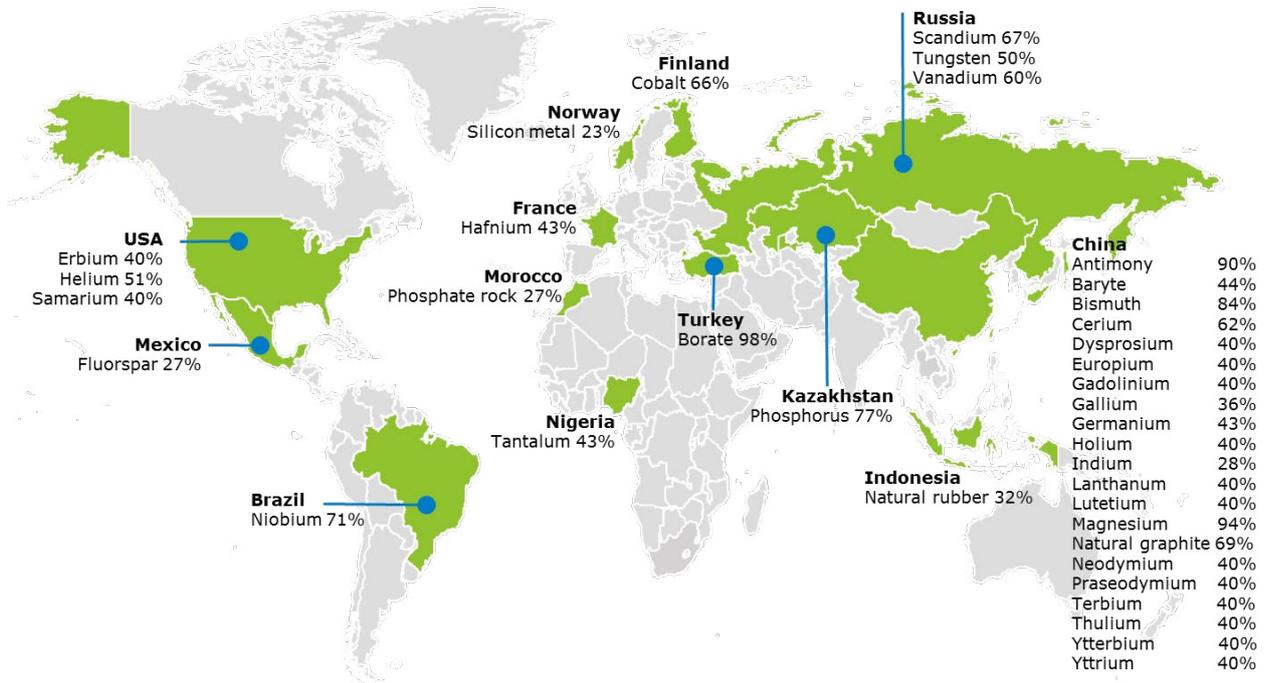 Russia
Scandium 67%
Tungsten 50%
Vanadium 60%
Finland
Cobalt 66%
Norway
Silicon metal 23%
France
Hafnium 43%
USA
Erbium 40%
Helium 51%
Samarium 40%
Morocco
Phosphate rock 27%
Mexico
Fluorspar 27%
Turkey
Borate 98%
Kazakhstan
Phosphorus 77%
Nigeria
Tantalum 43%
Indonesia
Natural rubber 32%
Brazil
Niobium 71%
China
Antimony 90%
Baryte 44%
Bismuth 84%
Cerium 62%
Dysprosium 40%
Europium 40%
Gadolinium 40%
Gallium 36%
Germanium 43%
Holium 40%
Indium 28%
Lanthanum 40%
Lutetium 40%
Magnesium 94%
Natural graphite 69%
Neodymium 40%
Praseodymium 40%
Terbium 40%
Thulium 40%
Ytterbium 40%
Yttrium 40%